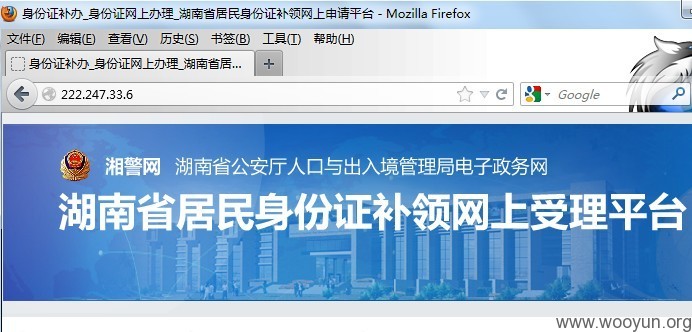 身份证补办_身份证网上办理_湖南省居民身份证补领网上申请平台 - Mozilla Firefox
文件(F) 编辑(E) 查看(V) 历史(S) 书签(B) 工具(T) 帮助(H)
身份证补办_身份证网上办理_湖南省居...
222.247.33.6
Google
湘警网 湖南省公安厅人口与出入境管理局电子政务网
湖南省居民身份证补领网上受理平台
www.wooyun.org